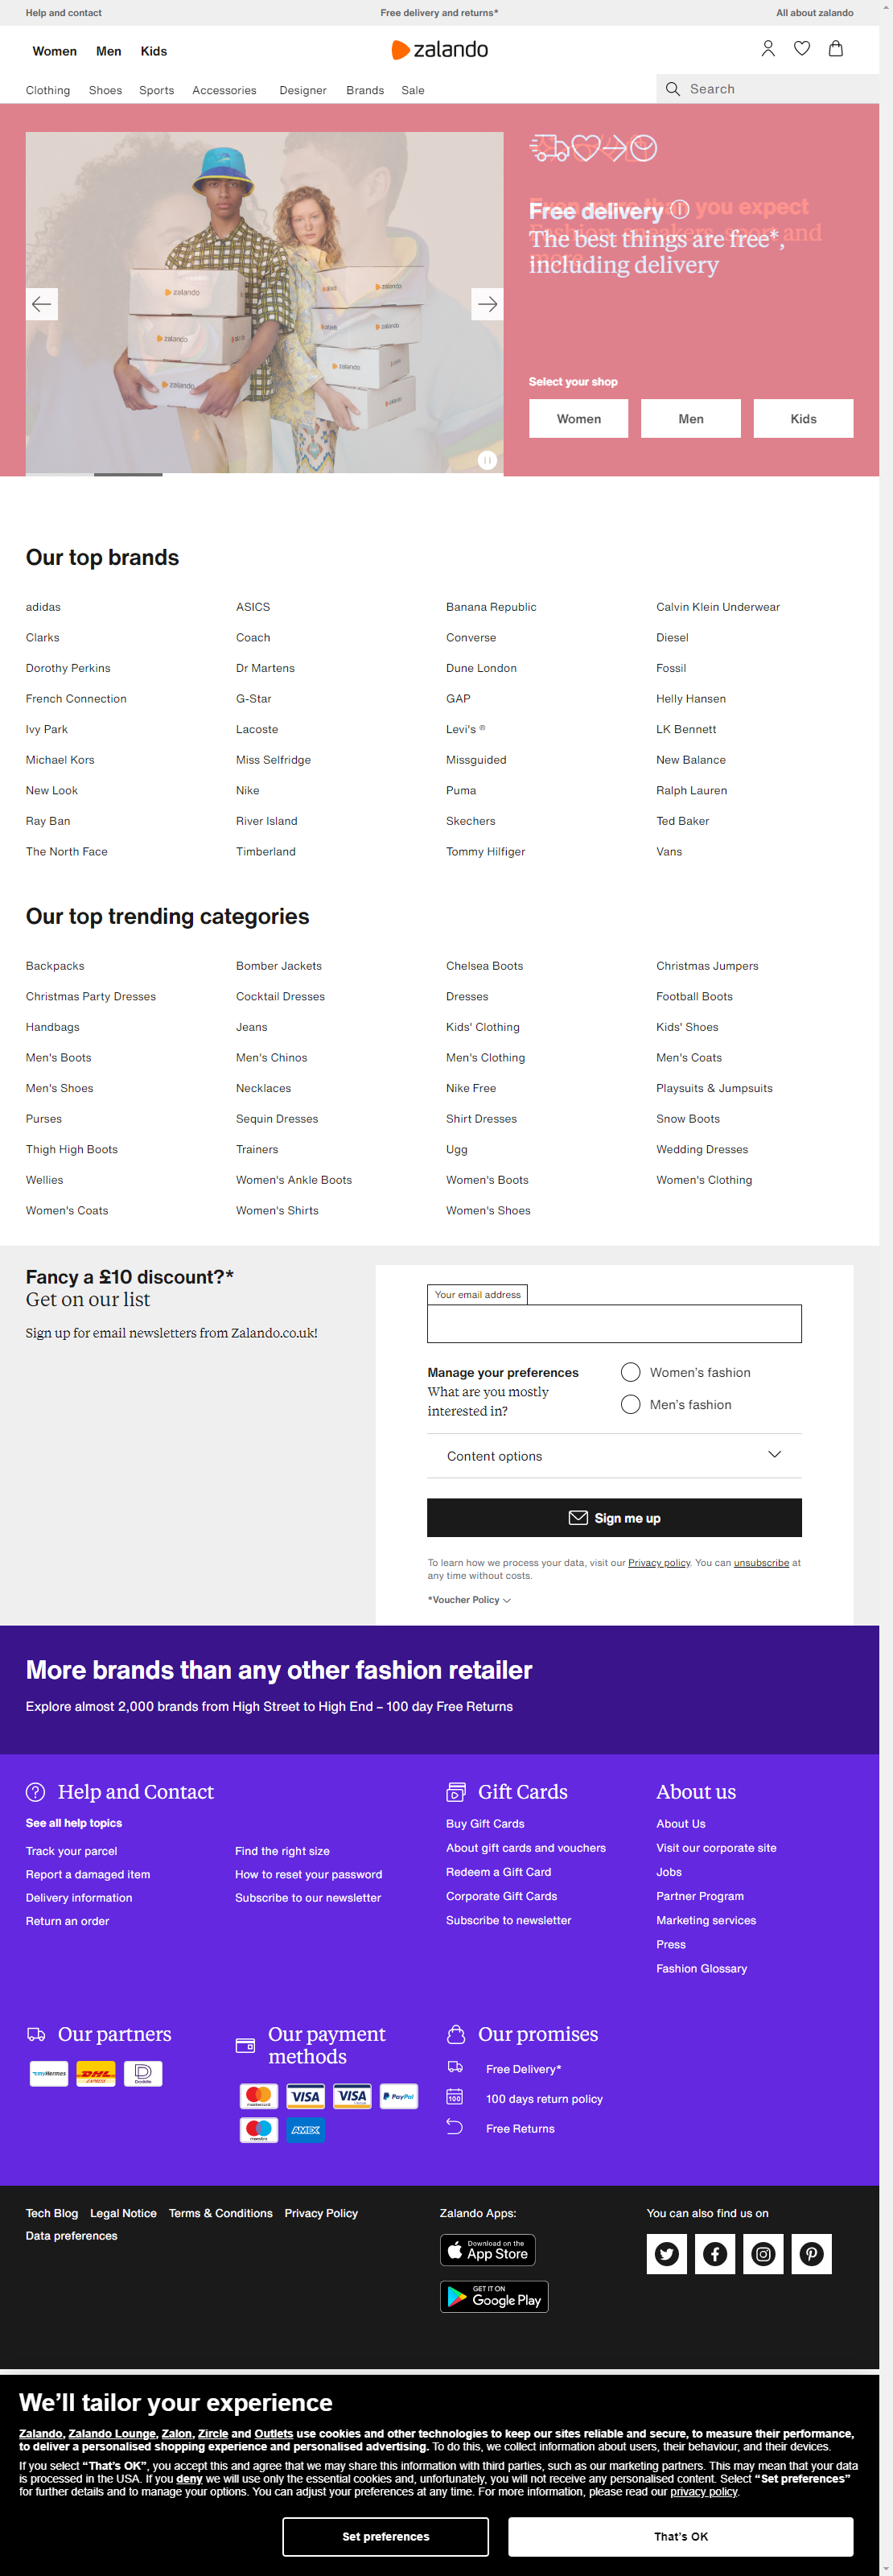 Help and contact
Free delivery and returns*
All about zalando
Women Men Kids
zalando
Clothing Shoes Sports Accessories Designer Brands Sale
Search
Free delivery
The best things are free*,
including delivery
zalando
zalando
zalando
zalando
zalando
zalando
Select your shop
Women Men Kids
Our top brands
adidas ASICS Banana Republic Calvin Klein Underwear
Clarks Coach Converse Diesel
Dorothy Perkins Dr Martens Dune London Fossil
French Connection G-Star GAP Helly Hansen
Ivy Park Lacoste Levi's ® LK Bennett
Michael Kors Miss Selfridge Missguided New Balance
New Look Nike Puma Ralph Lauren
Ray Ban River Island Skechers Ted Baker
The North Face Timberland Tommy Hilfiger Vans
Our top trending categories
Backpacks Bomber Jackets Chelsea Boots Christmas Jumpers
Christmas Party Dresses Cocktail Dresses Dresses Football Boots
Handbags Jeans Kids' Clothing Kids' Shoes
Men's Boots Men's Chinos Men's Clothing Men's Coats
Men's Shoes Necklaces Nike Free Playsuits & Jumpsuits
Purses Sequin Dresses Shirt Dresses Snow Boots
Thigh High Boots Trainers Ugg Wedding Dresses
Wellies Women's Ankle Boots Women's Boots Women's Clothing
Women's Coats Women's Shirts Women's Shoes
Fancy a £10 discount?*
Get on our list
Sign up for email newsletters from Zalando.co.uk!
Your email address
Manage your preferences
What are you mostly
interested in?
Women's fashion
Men's fashion
Content options
Sign me up
To learn how we process your data, visit our Privacy policy. You can unsubscribe at
any time without costs.
*Voucher Policy
More brands than any other fashion retailer
Explore almost 2,000 brands from High Street to High End – 100 day Free Returns
Help and Contact
See all help topics
Track your parcel
Report a damaged item
Delivery information
Return an order
Find the right size
How to reset your password
Subscribe to our newsletter
Gift Cards
Buy Gift Cards
About gift cards and vouchers
Redeem a Gift Card
Corporate Gift Cards
Subscribe to newsletter
About us
About Us
Visit our corporate site
Jobs
Partner Program
Marketing services
Press
Fashion Glossary
Our partners
myHermes
DHL
EXPRESS
Doddle
Our payment
methods
mastercard
VISA
VISA
PayPal
maestro
AMEX
Our promises
Free Delivery*
100
100 days return policy
Free Returns
Tech Blog Legal Notice Terms & Conditions Privacy Policy
Data preferences
Zalando Apps:
Download on the
App Store
GET IT ON
Google Play
You can also find us on
We'll tailor your experience
Zalando, Zalando Lounge, Zalon, Zircle and Outlets use cookies and other technologies to keep our sites reliable and secure, to measure their performance,
to deliver a personalised shopping experience and personalised advertising. To do this, we collect information about users, their behaviour, and their devices.
If you select “That's OK”, you accept this and agree that we may share this information with third parties, such as our marketing partners. This may mean that your data
is processed in the USA. If you deny we will use only the essential cookies and, unfortunately, you will not receive any personalised content. Select “Set preferences”
for further details and to manage your options. You can adjust your preferences at any time. For more information, please read our privacy policy.
Set preferences
That's OK